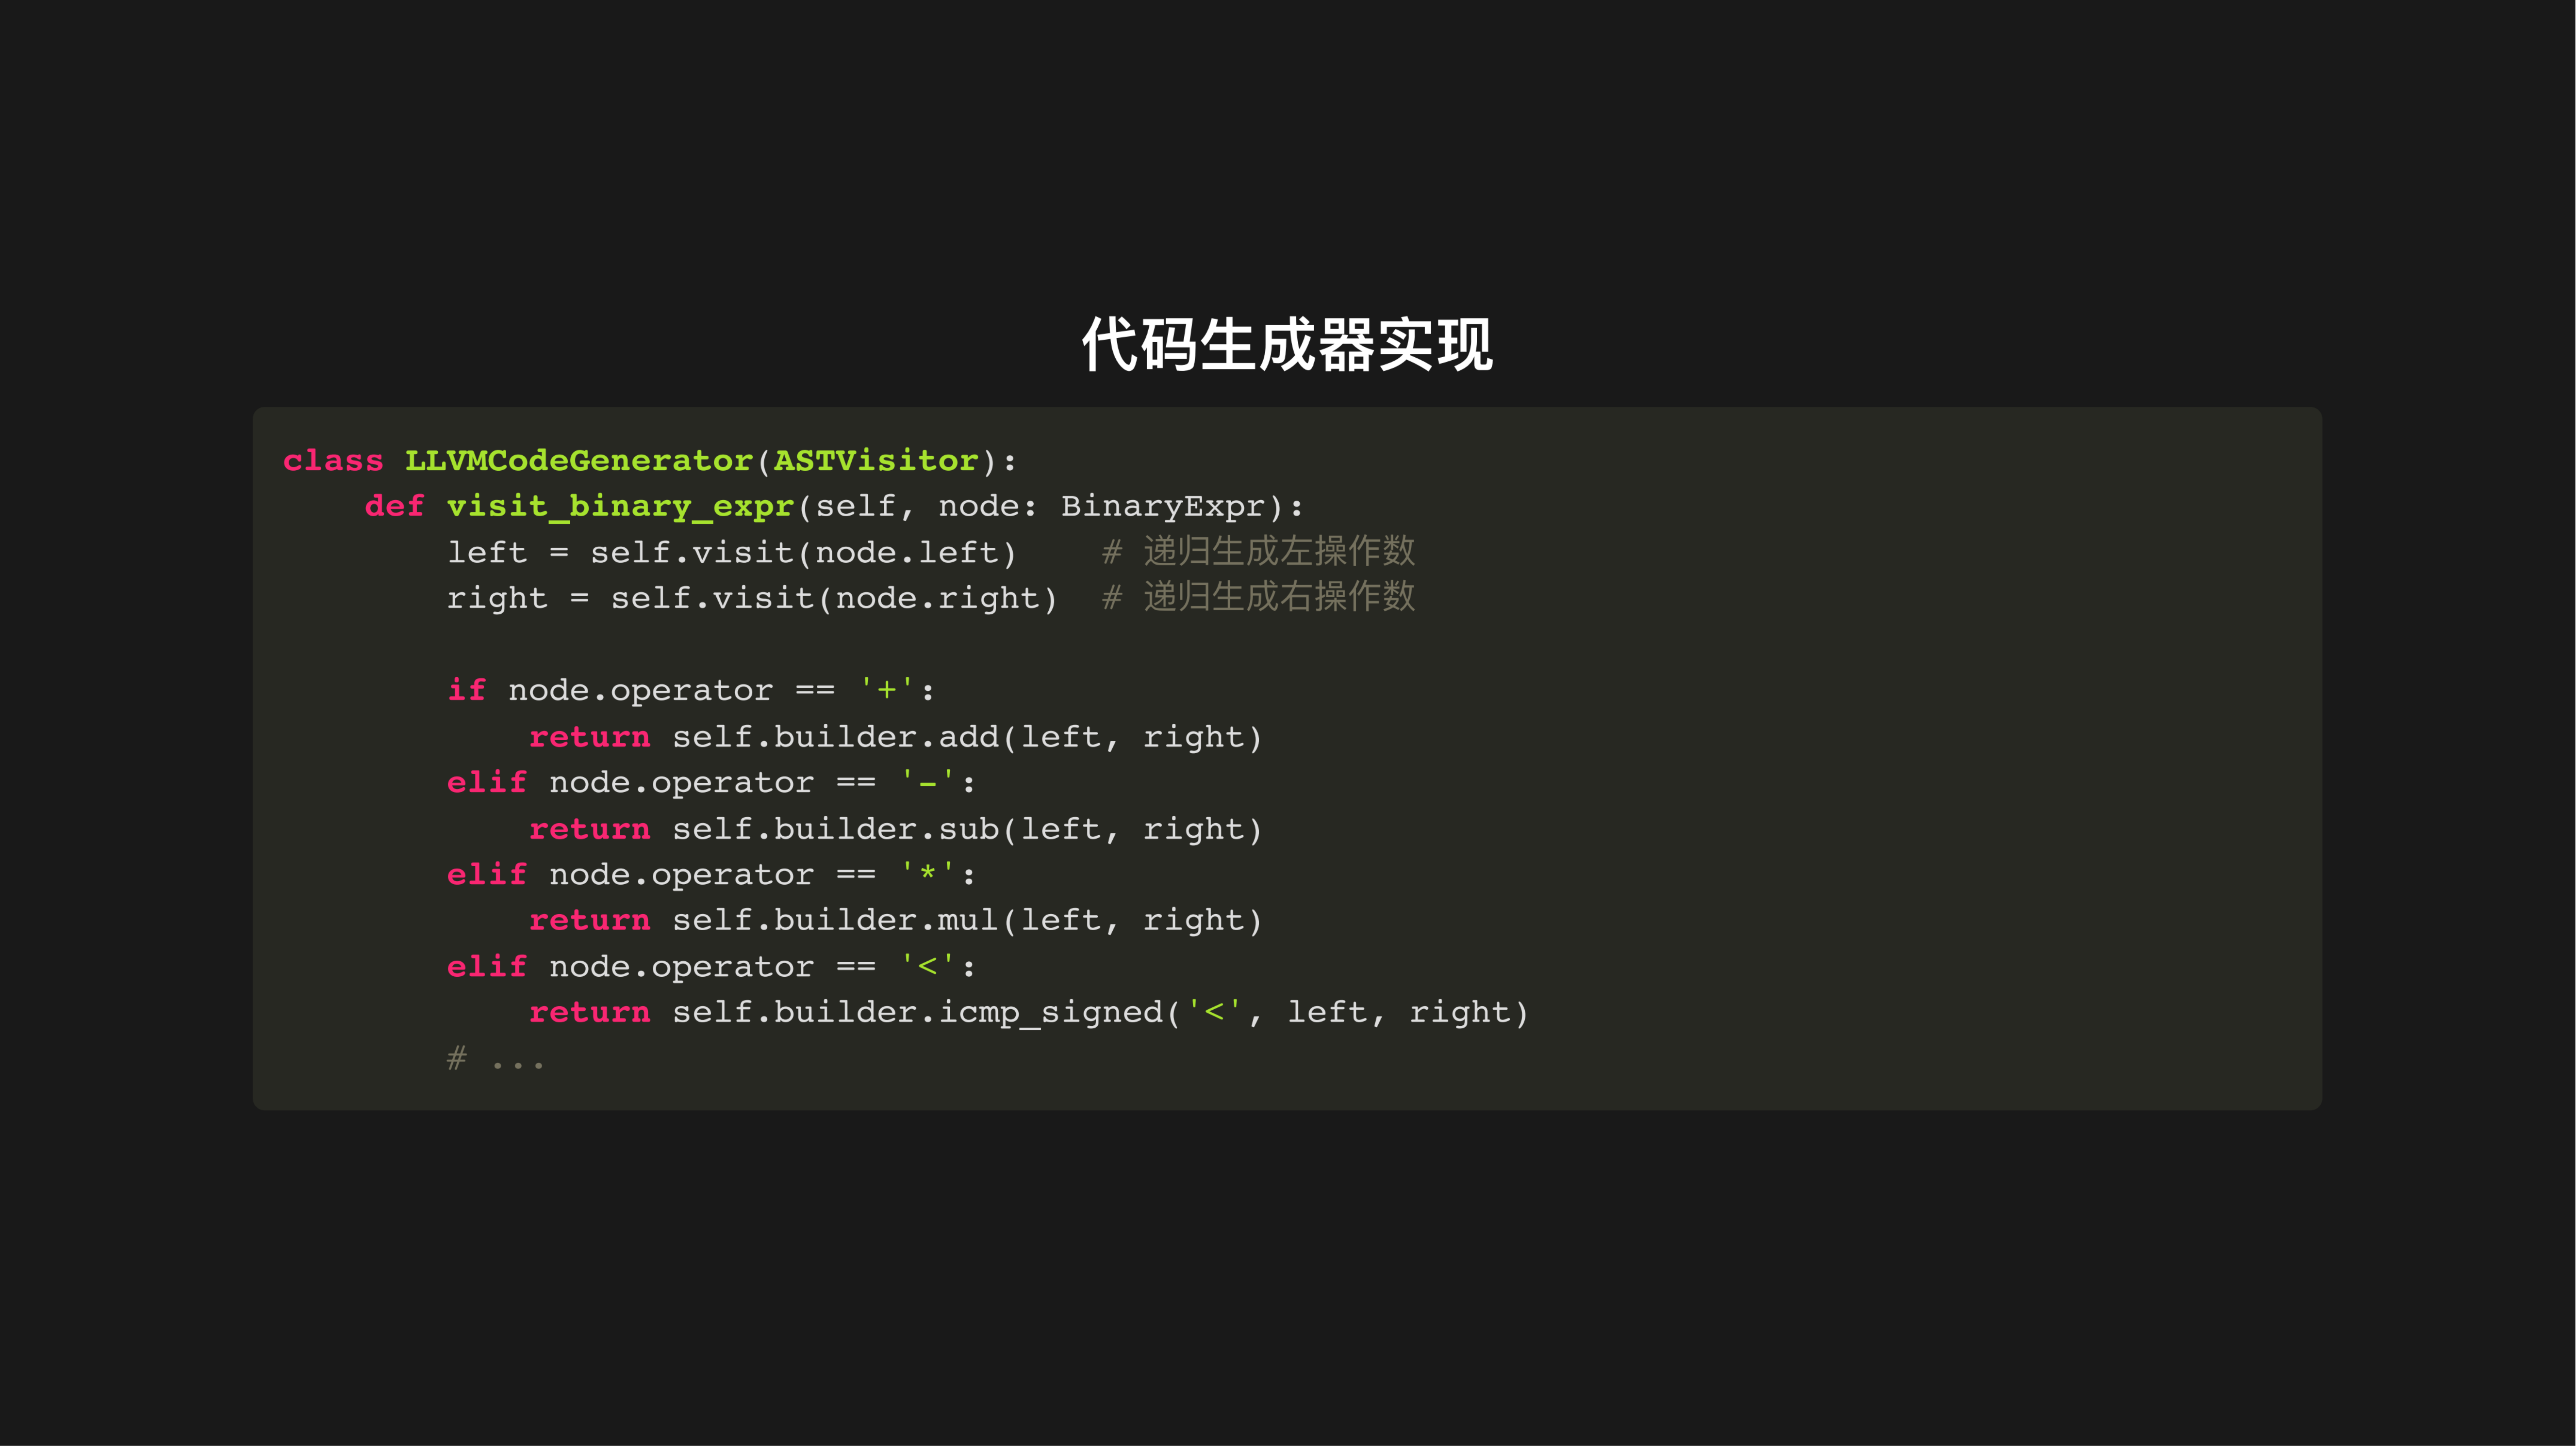 代码生成器实现
class LLVMCodeGenerator(ASTVisitor):
    def visit_binary_expr(self, node: BinaryExpr):
        left = self.visit(node.left)    # 递归生成左操作数
        right = self.visit(node.right)  # 递归生成右操作数

        if node.operator == '+':
            return self.builder.add(left, right)
        elif node.operator == '-':
            return self.builder.sub(left, right)
        elif node.operator == '*':
            return self.builder.mul(left, right)
        elif node.operator == '<':
            return self.builder.icmp_signed('<', left, right)
        # ...